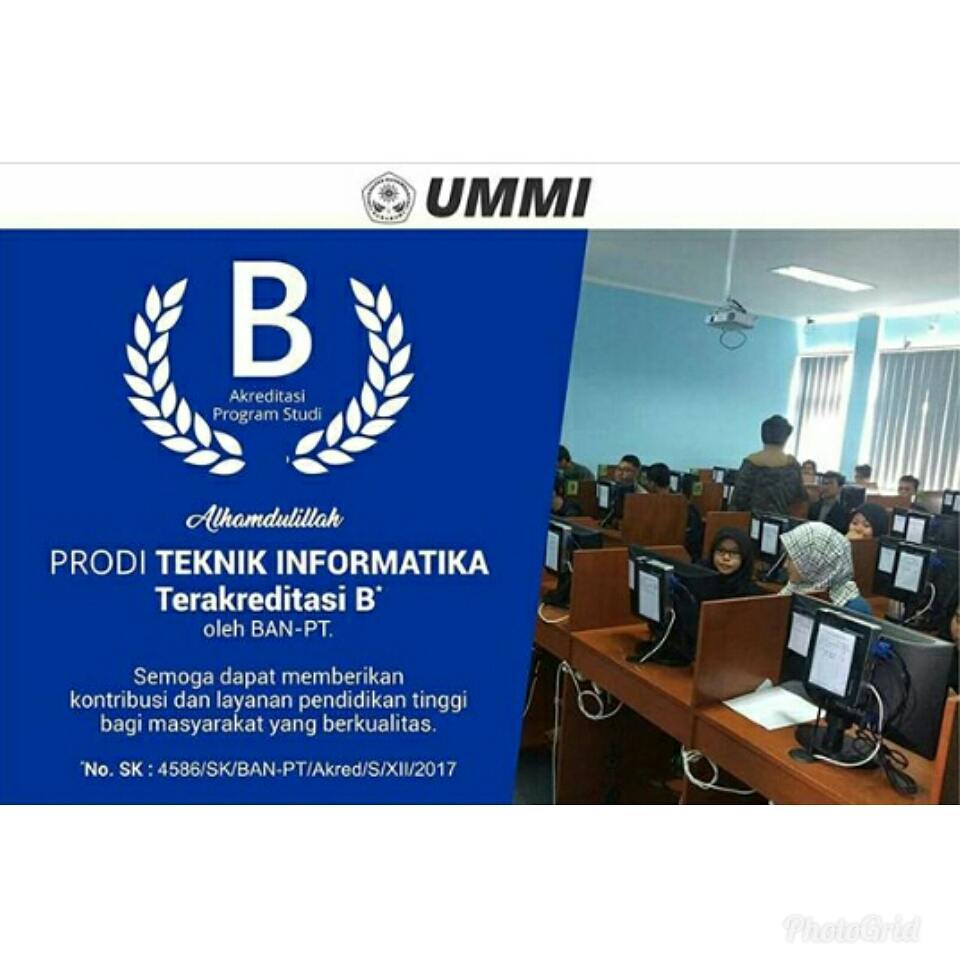 UMMI
B
Akreditasi
Program Studi
Alhamdulillah
PRODI TEKNIK INFORMATIKA
Terakreditasi B*
oleh BAN-PT.
Semoga dapat memberikan
kontribusi dan layanan pendidikan tinggi
bagi masyarakat yang berkualitas.
*No. SK : 4586/SK/BAN-PT/Akred/S/XII/2017
PhotoGrid